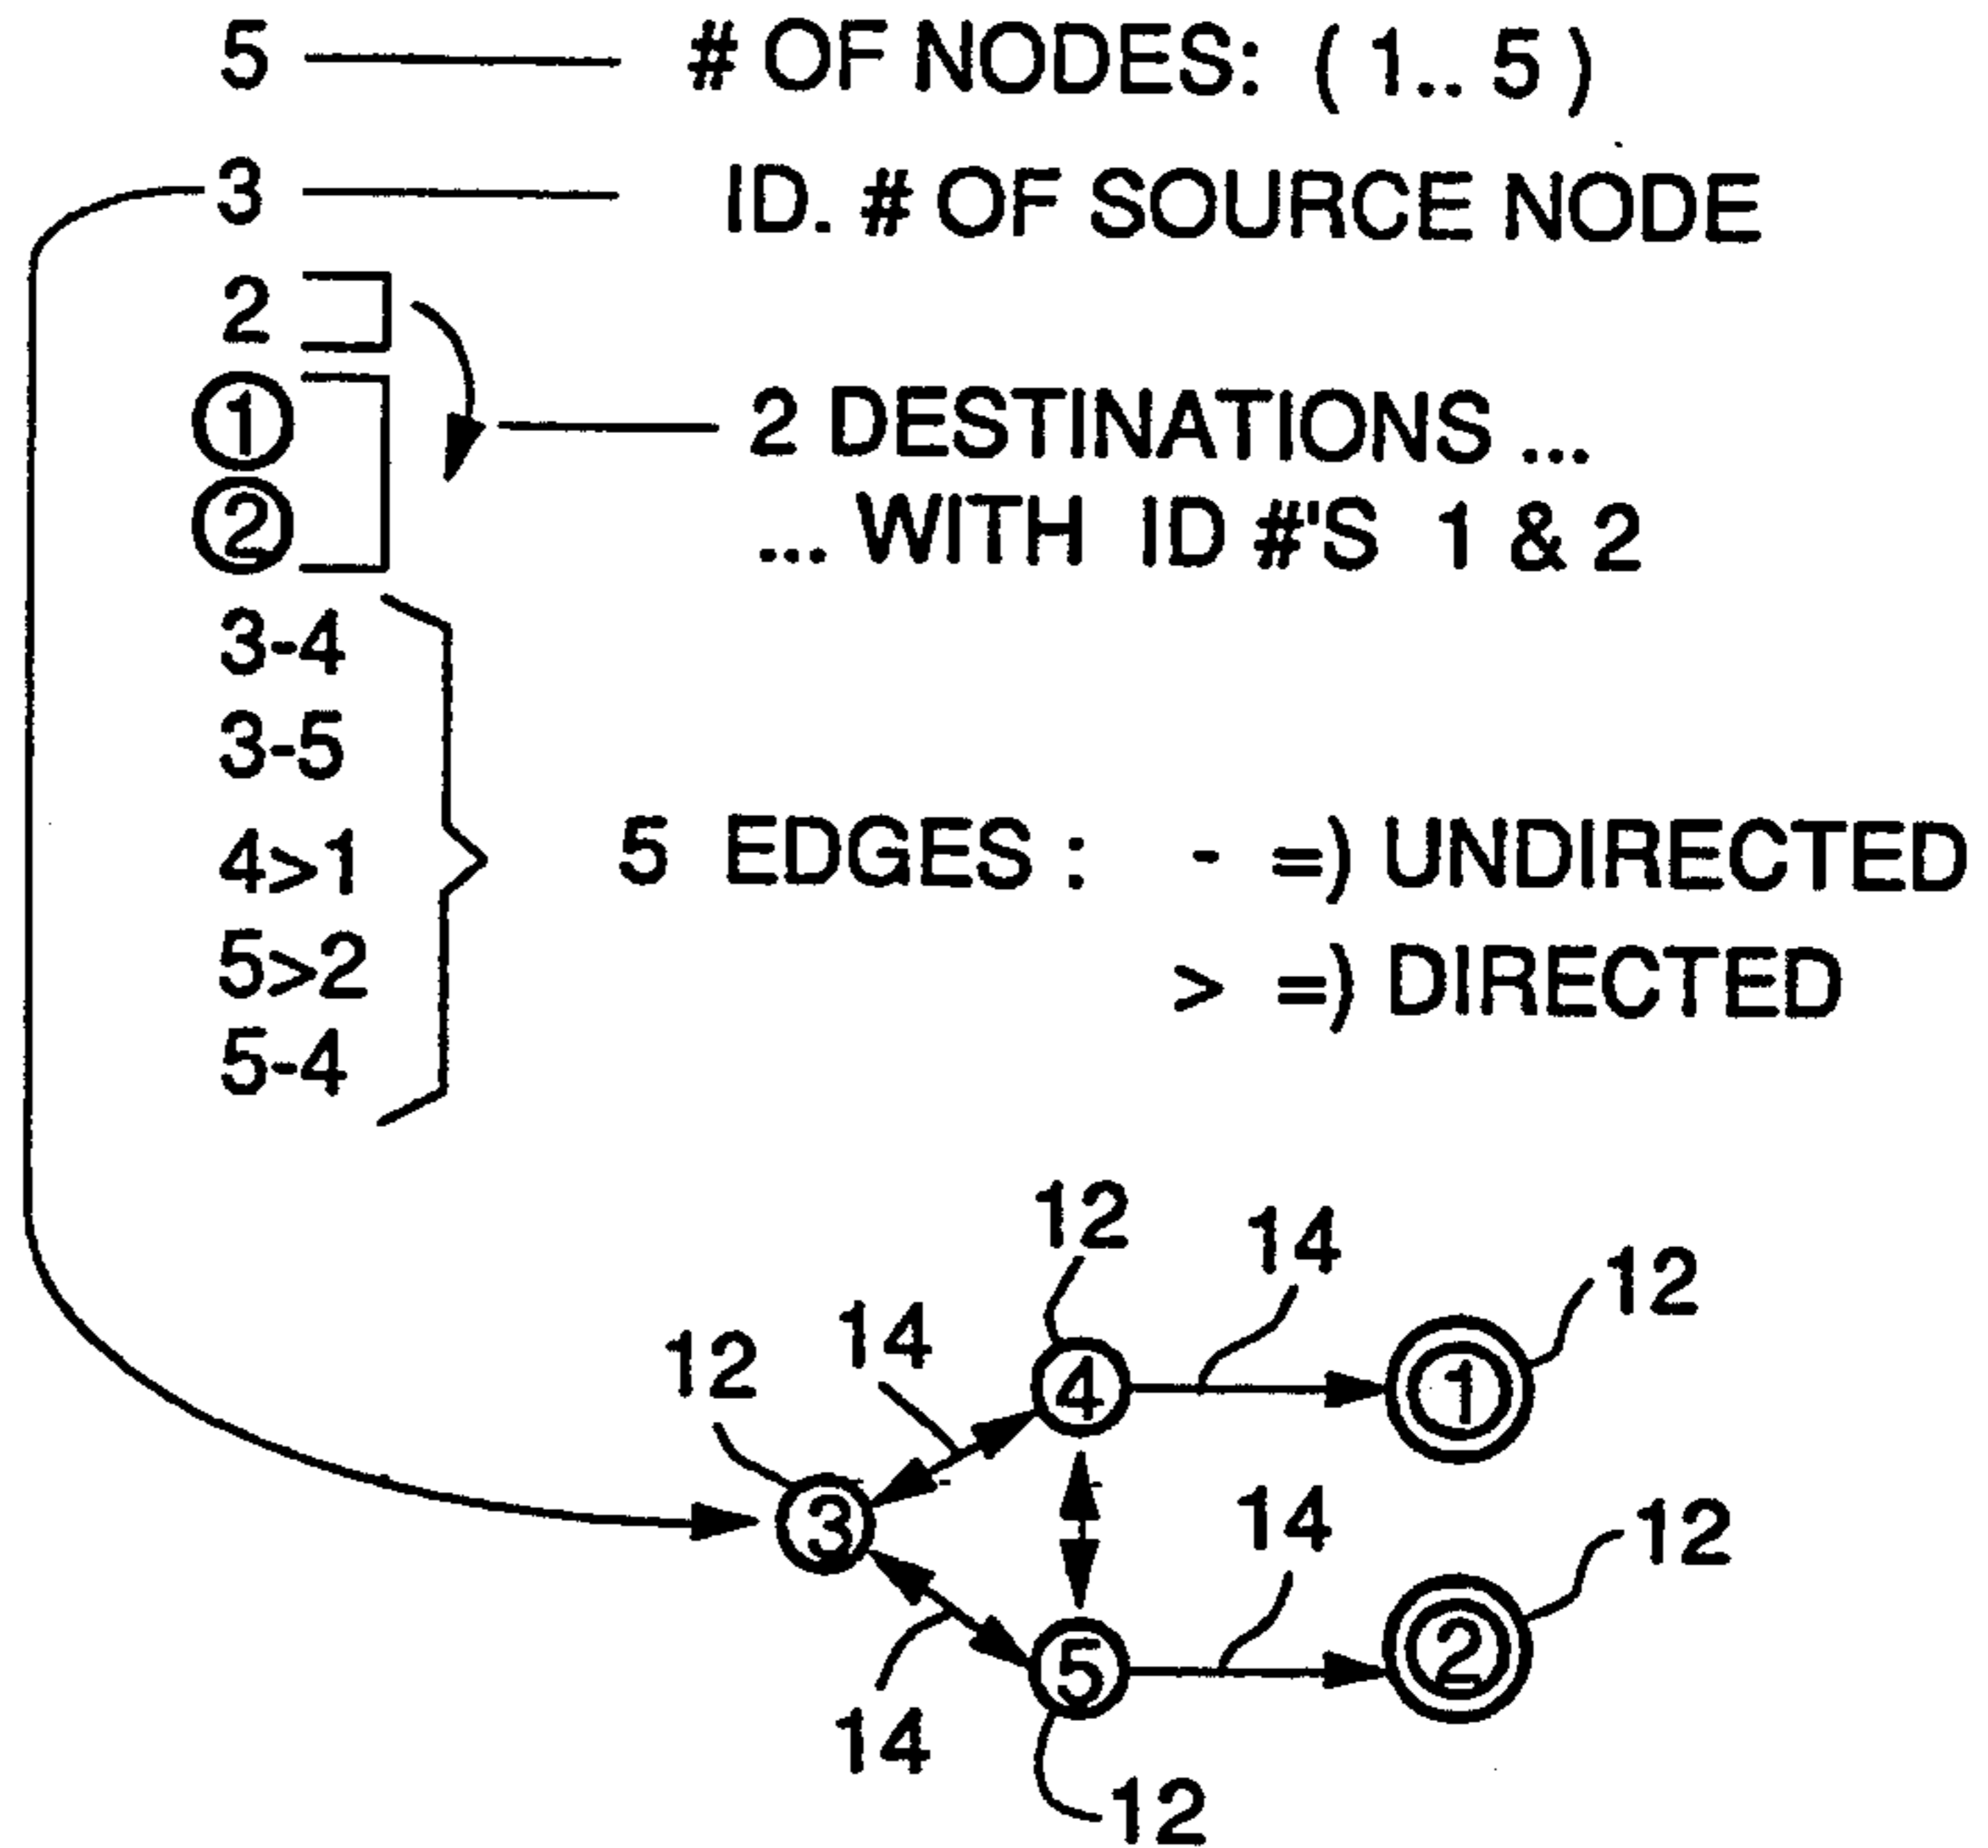 5 # OF NODES: ( 1.. 5 )
3 ID. # OF SOURCE NODE
2
1 2 DESTINATIONS ...
2 ... WITH ID #'S 1 & 2
3-4
3-5
4>1 5 EDGES : - =) UNDIRECTED
5>2 > =) DIRECTED
5-4
12 14 12
12 14
4 1
3 14 12
5 2
14
12